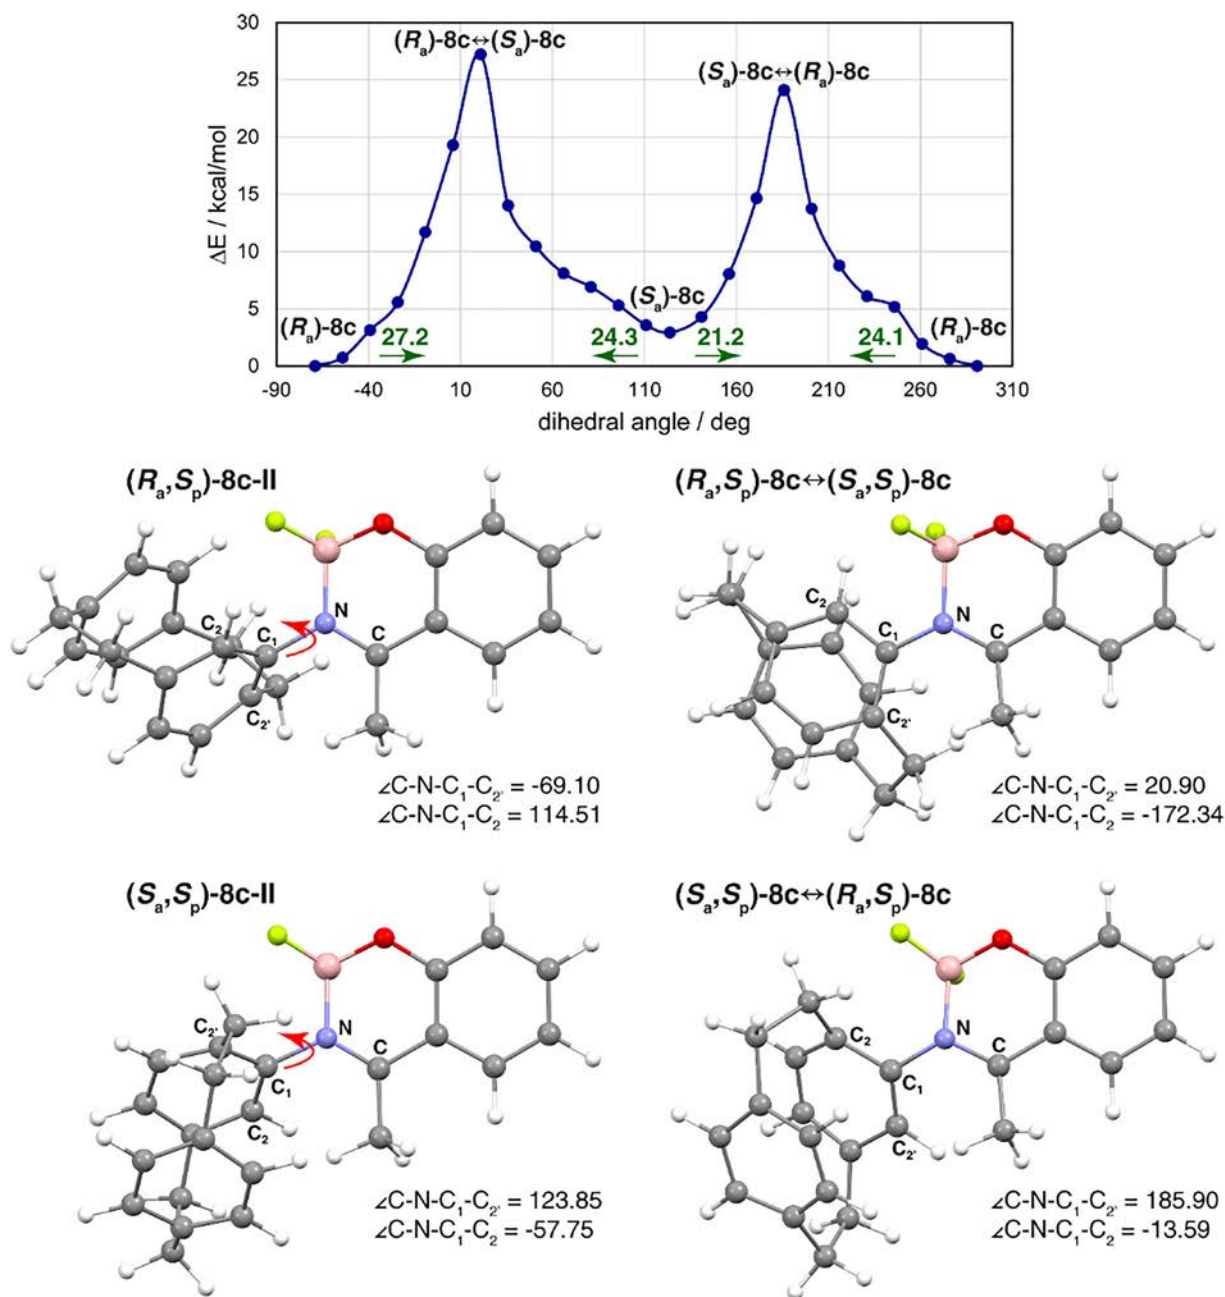 30
(Rₐ)-8c↔(Sₐ)-8c
25
(Sₐ)-8c↔(Rₐ)-8c
20
15
10
5
0
ΔE / kcal/mol
(Rₐ)-8c
27.2
24.3
(Sₐ)-8c
21.2
24.1
(Rₐ)-8c
-90 -40 10 60 110 160 210 260 310
dihedral angle / deg
(Rₐ,Sₚ)-8c-II
C₂
C₁
N
C
C₂'
∡C-N-C₁-C₂' = -69.10
∡C-N-C₁-C₂ = 114.51
(Rₐ,Sₚ)-8c↔(Sₐ,Sₚ)-8c
C₂
C₁
N
C
C₂'
∡C-N-C₁-C₂' = 20.90
∡C-N-C₁-C₂ = -172.34
(Sₐ,Sₚ)-8c-II
C₂'
N
C
C₁
C₂
∡C-N-C₁-C₂' = 123.85
∡C-N-C₁-C₂ = -57.75
(Sₐ,Sₚ)-8c↔(Rₐ,Sₚ)-8c
C₂
N
C
C₁
C₂'
∡C-N-C₁-C₂' = 185.90
∡C-N-C₁-C₂ = -13.59